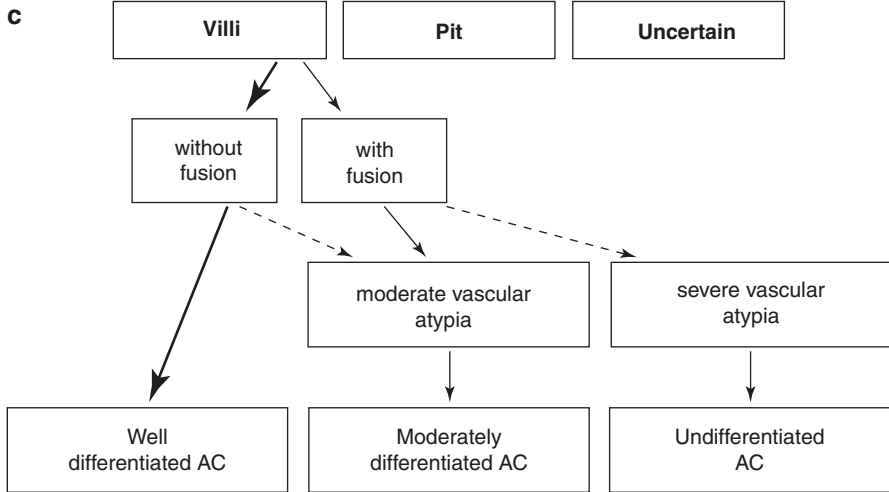 c
Villi
Pit
Uncertain
without
fusion
with
fusion
moderate vascular
atypia
severe vascular
atypia
Well
differentiated AC
Moderately
differentiated AC
Undifferentiated
AC